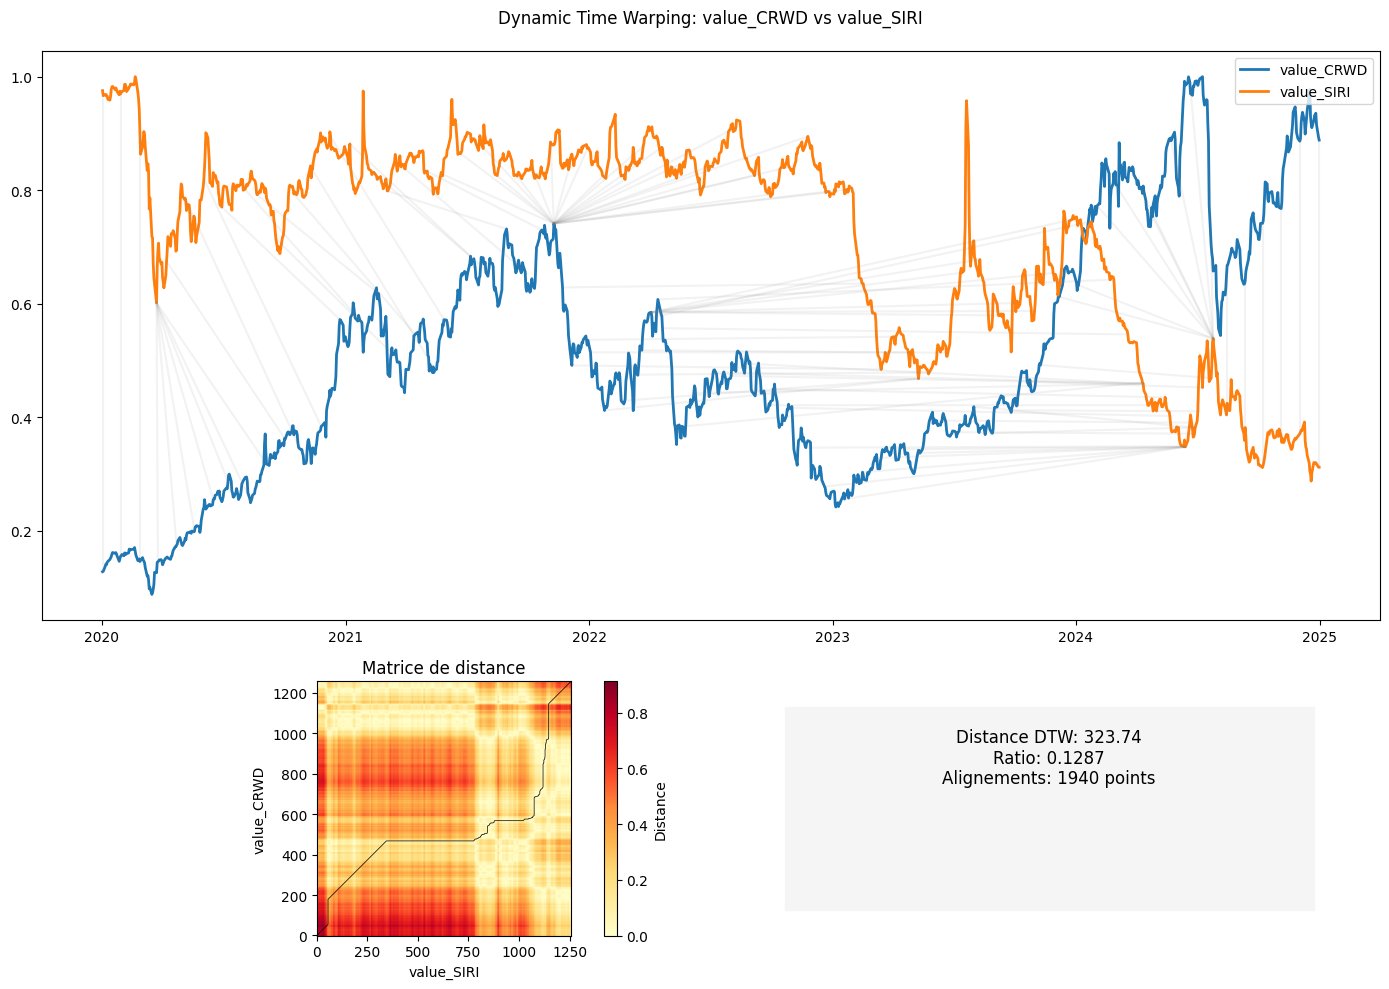 Dynamic Time Warping: value_CRWD vs value_SIRI
value_CRWD
value_SIRI
1.0
0.8
0.6
0.4
0.2
2020 2021 2022 2023 2024 2025
Matrice de distance
value_CRWD
1200
1000
800
600
400
200
0
0 250 500 750 1000 1250
value_SIRI
0.8
0.6
0.4
0.2
0.0
Distance
Distance DTW: 323.74
Ratio: 0.1287
Alignements: 1940 points